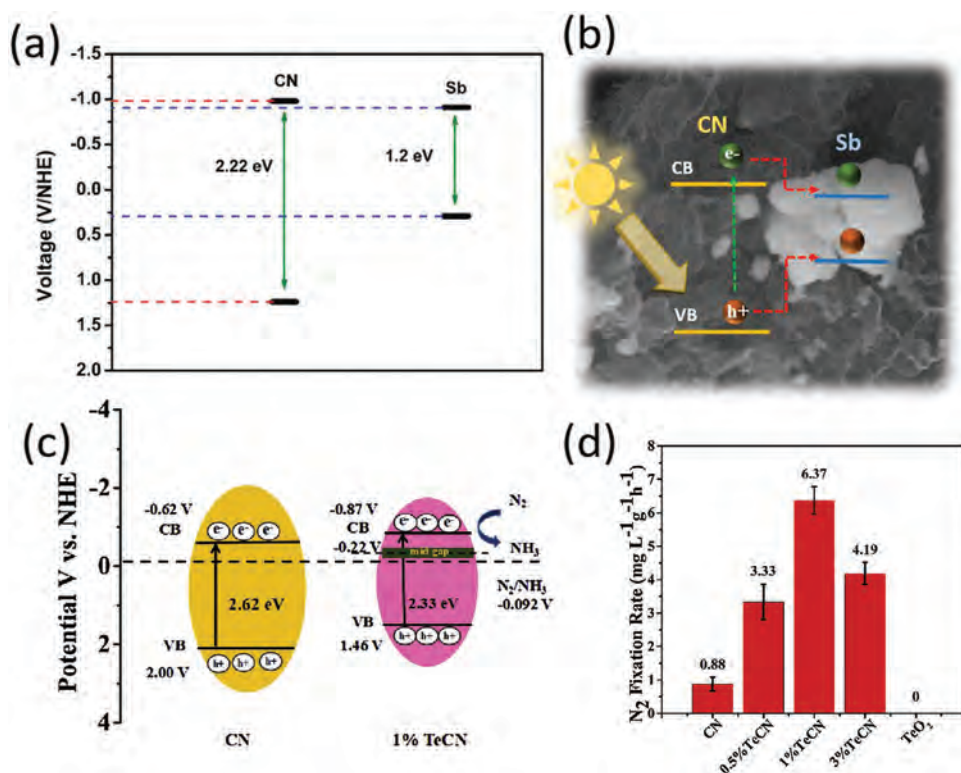 (a)
-1.5
-1.0
-0.5
0.0
0.5
1.0
1.5
2.0
Voltage (V/NHE)
CN
Sb
2.22 eV
1.2 eV
(b)
CN
Sb
e-
CB
VB
h+
(c)
-4
-2
0
2
4
Potential V vs. NHE
-0.62 V
CB
e- e- e-
2.62 eV
VB
2.00 V
h+ h+ h+
CN
-0.87 V
CB
-0.22 V
e- e- e-
mid gap
2.33 eV
VB
1.46 V
h+ h+ h+
1% TeCN
N2
NH3
N2/NH3
-0.092 V
(d)
8
7
6
5
4
3
2
1
0
N2 Fixation Rate (mg L-1g-1h-1)
0.88
3.33
6.37
4.19
0
CN
0.5%TeCN
1%TeCN
3%TeCN